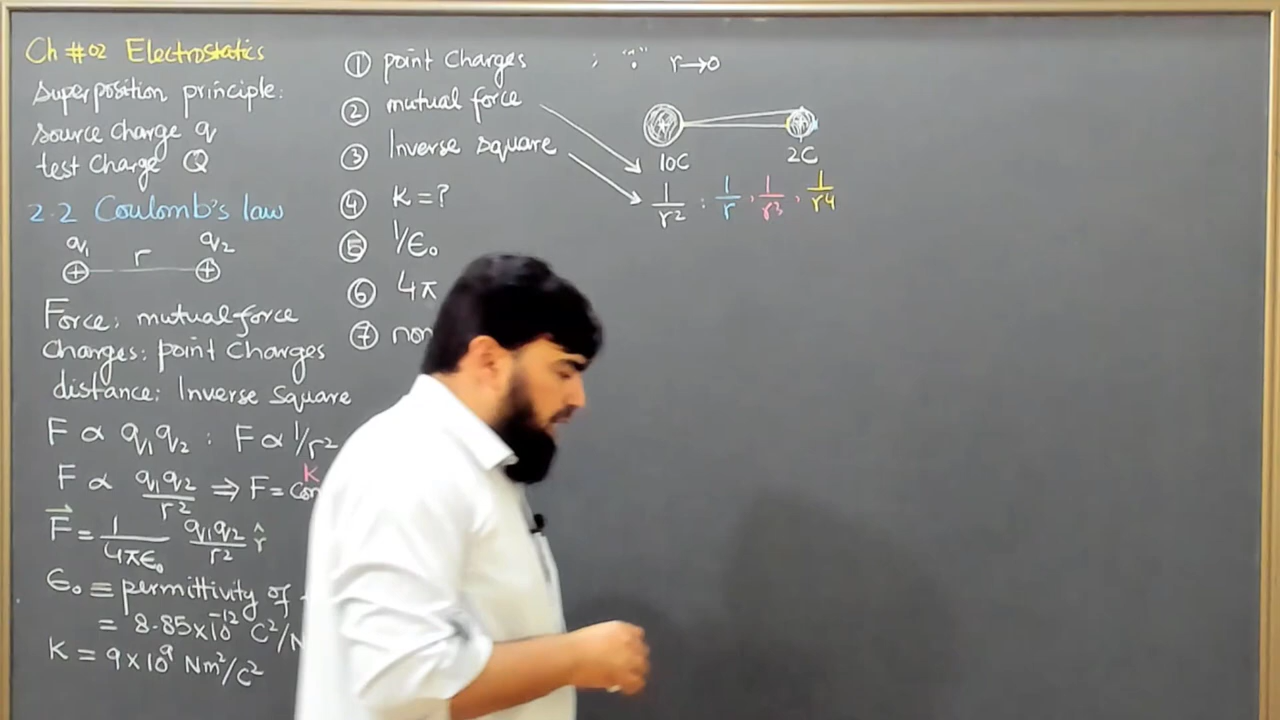 Ch #02 Electrostatics
Superposition principle:
Source Charge q
test Charge Q
2.2 Coulomb's law
q₁ r q₂
+ +
Force: mutual force
Charges: point Charges
distance: Inverse Square
F ∝ q₁q₂ : F ∝ 1/r²
F ∝ q₁q₂/r² ⇒ F =
K
F⃗ = 1/4πϵ₀ q₁q₂/r² r̂
ϵ₀ ≡ permittivity of
= 8.85×10⁻¹² C²/N
K = 9×10⁹ Nm²/C²
① point Charges ; "∵" r→0
② mutual force
③ Inverse square
④ K = ?
⑤ 1/ϵ₀
⑥ 4π
⑦
+ +
10C 2C
1/r² : 1/r , 1/r³ , 1/r⁴